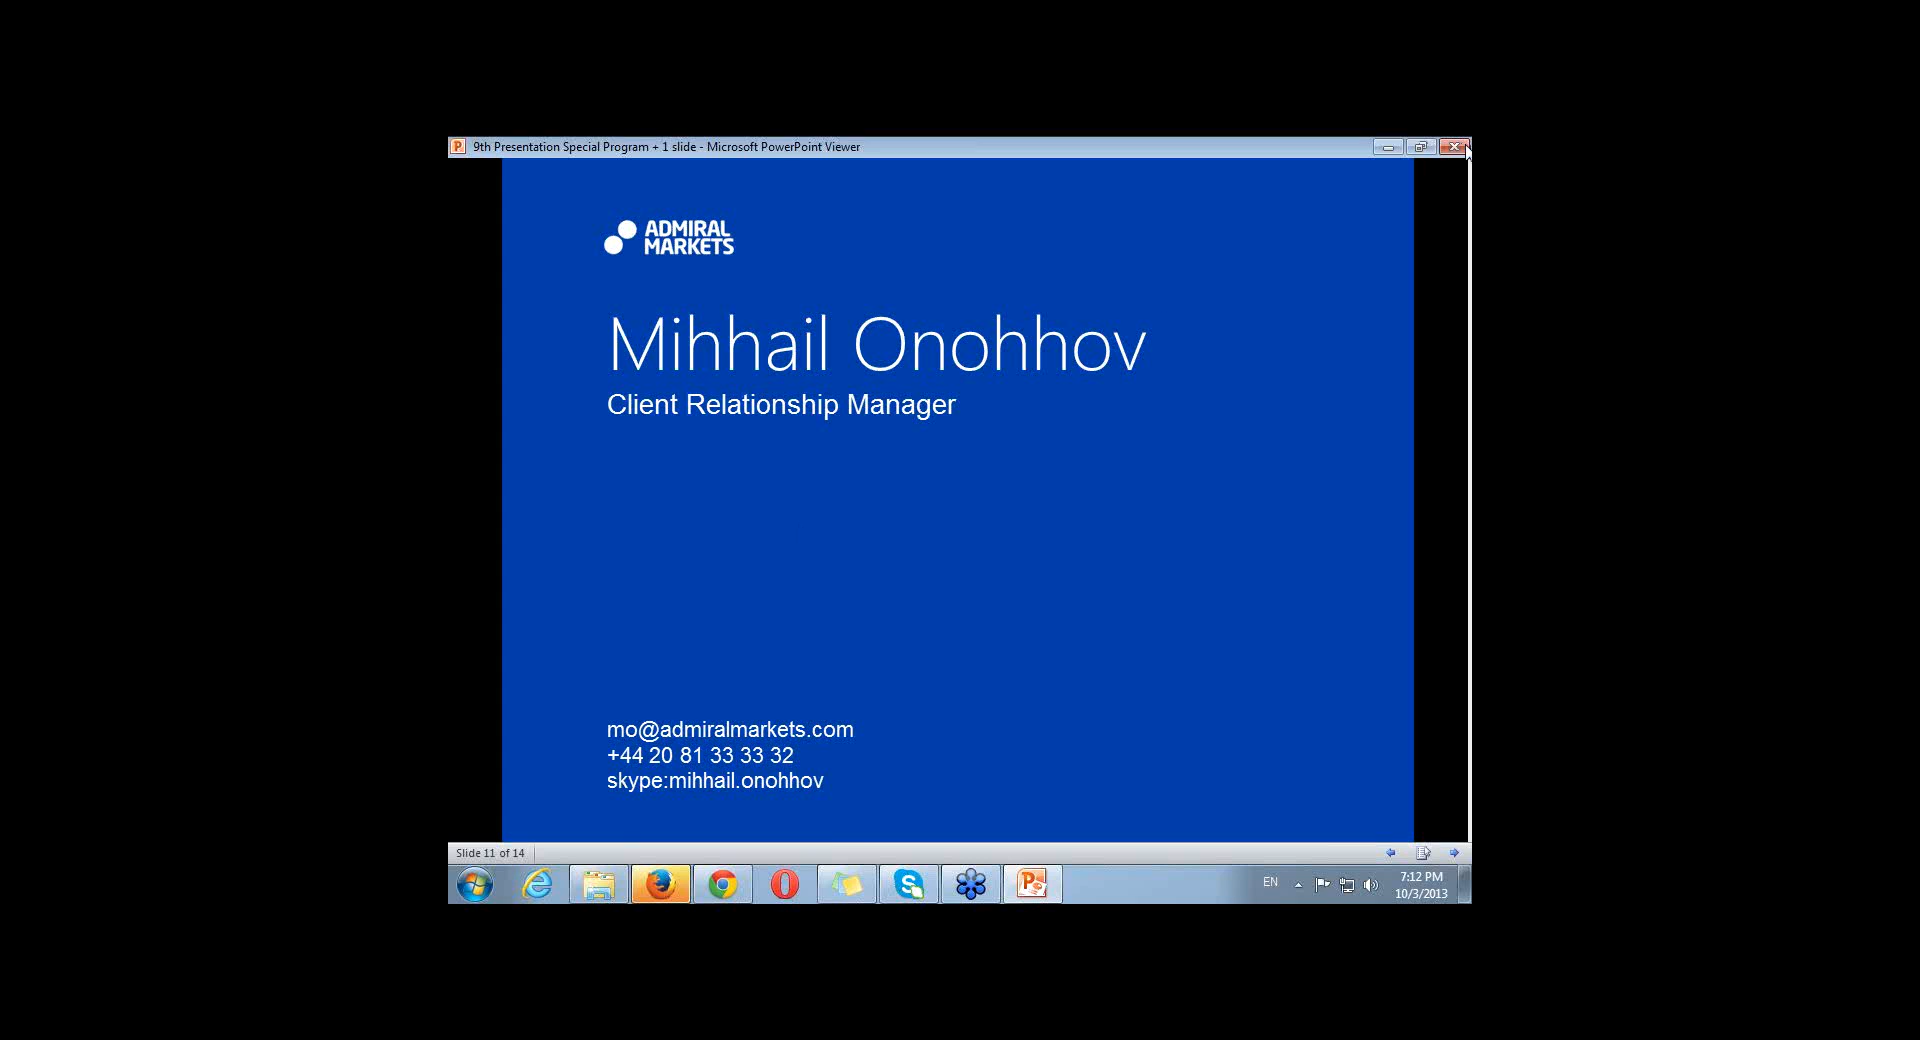 9th Presentation Special Program + 1 slide - Microsoft PowerPoint Viewer
ADMIRAL
MARKETS
Mihhail Onohhov
Client Relationship Manager
mo@admiralmarkets.com
+44 20 81 33 33 32
skype:mihhail.onohhov
Slide 11 of 14
EN
7:12 PM
10/3/2013